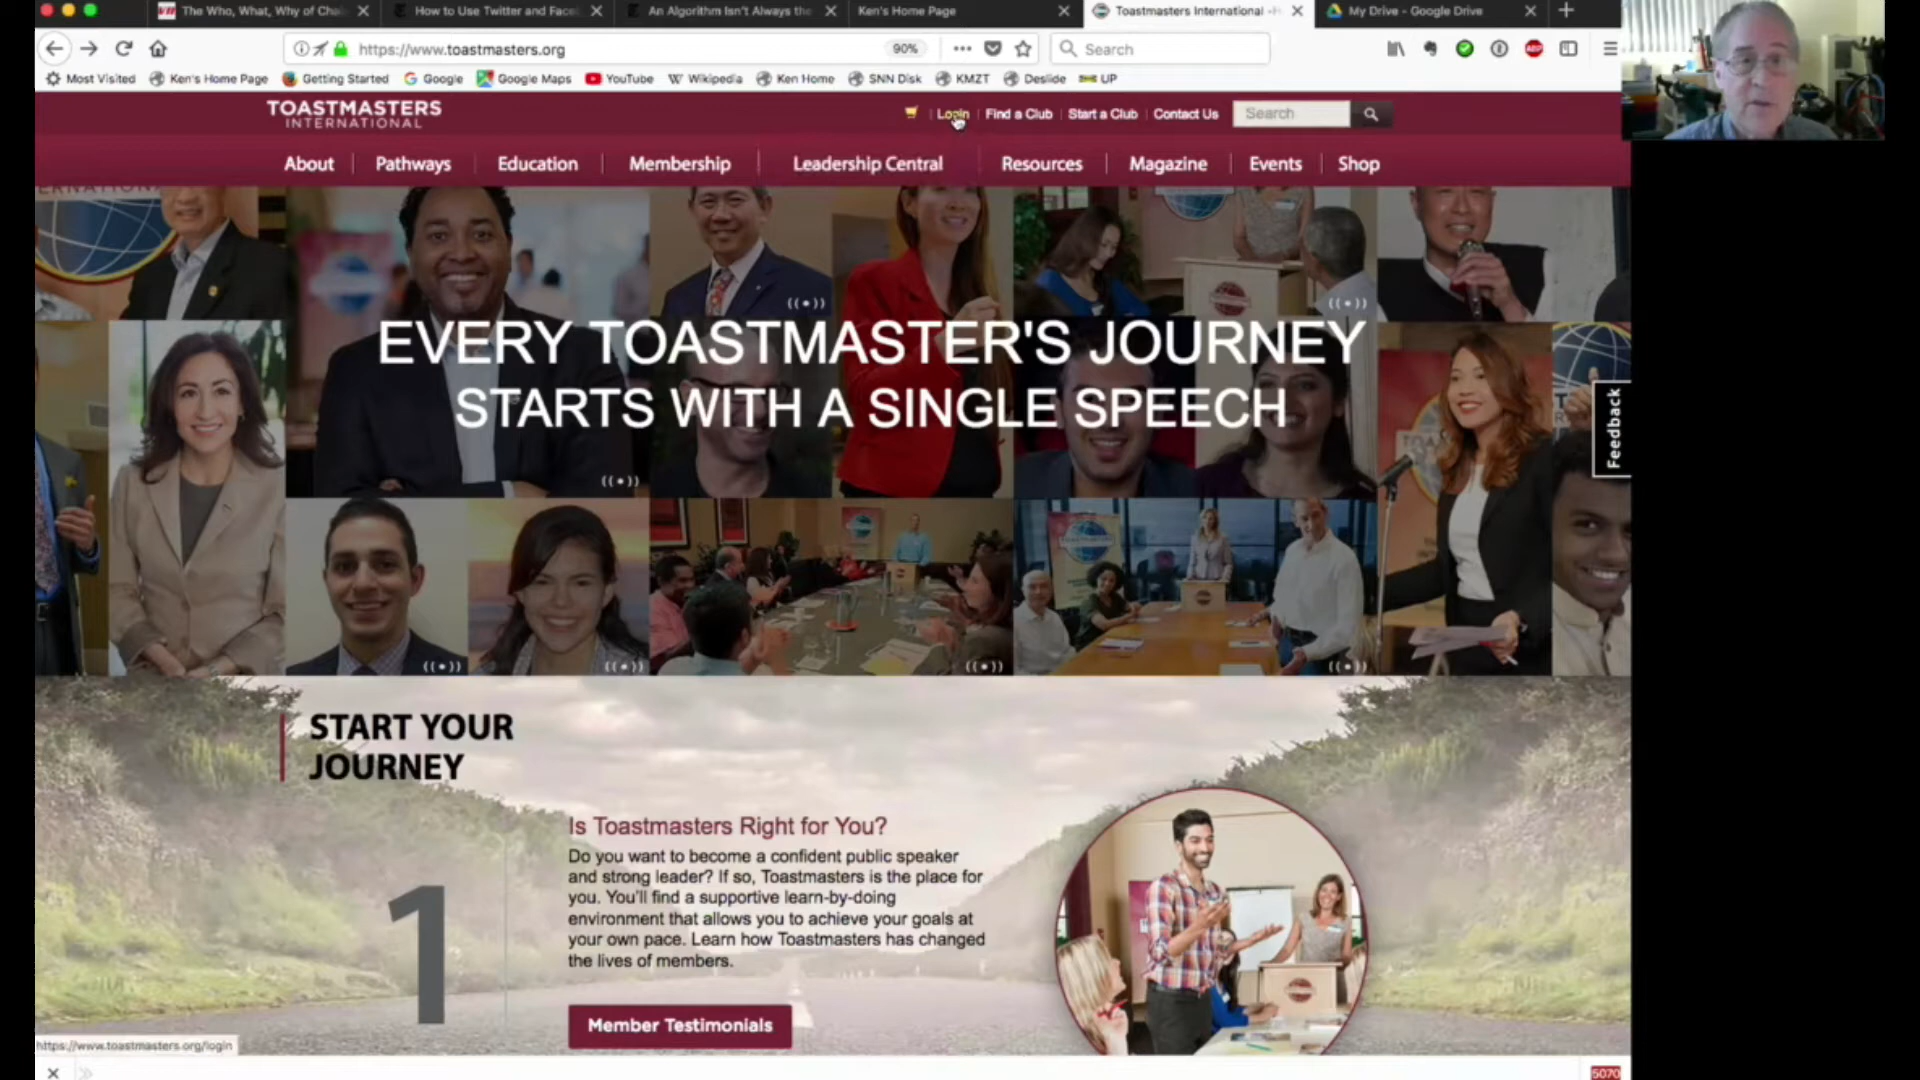 The Who, What, Why of Cha
How to Use Twitter and Face
An Algorithm Isn't Always the
Ken's Home Page
Toastmasters International -H
My Drive - Google Drive
https://www.toastmasters.org
90%
Search
Most Visited
Ken's Home Page
Getting Started
Google
Google Maps
YouTube
Wikipedia
Ken Home
SNN Disk
KMZT
Deslide
UP
TOASTMASTERS
INTERNATIONAL
Login
Find a Club
Start a Club
Contact Us
Search
About
Pathways
Education
Membership
Leadership Central
Resources
Magazine
Events
Shop
EVERY TOASTMASTER'S JOURNEY
STARTS WITH A SINGLE SPEECH
Feedback
START YOUR
JOURNEY
1
Is Toastmasters Right for You?
Do you want to become a confident public speaker
and strong leader? If so, Toastmasters is the place for
you. You'll find a supportive learn-by-doing
environment that allows you to achieve your goals at
your own pace. Learn how Toastmasters has changed
the lives of members.
Member Testimonials
https://www.toastmasters.org/login
5070